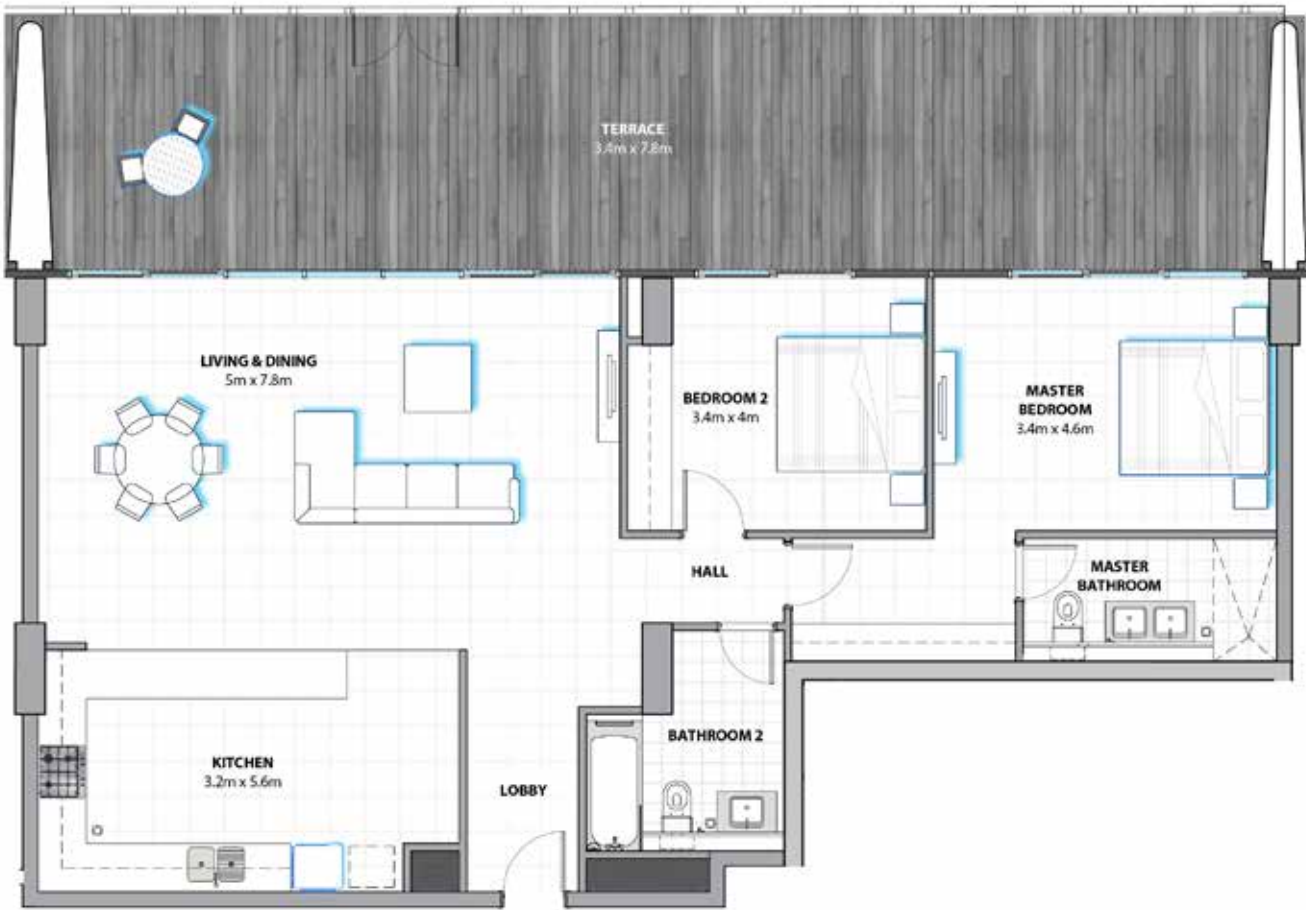 TERRACE
3.4m x 7.8m
LIVING & DINING
5m x 7.8m
BEDROOM 2
3.4m x 4m
MASTER
BEDROOM
3.4m x 4.6m
HALL
MASTER
BATHROOM
KITCHEN
3.2m x 5.6m
LOBBY
BATHROOM 2